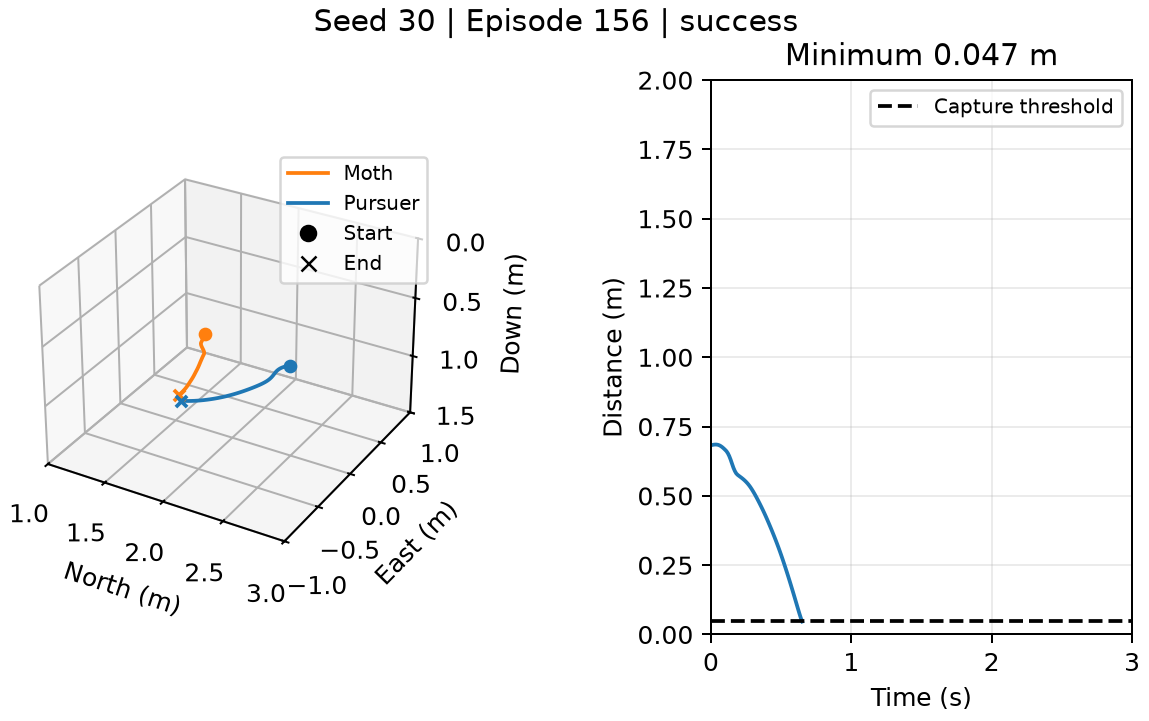 Seed 30 | Episode 156 | success
Moth
Pursuer
Start
End
0.0
0.5
1.0
1.5
Down (m)
1.0
0.5
0.0
−0.5
−1.0
East (m)
1.0
1.5
2.0
2.5
3.0
North (m)
Minimum 0.047 m
Capture threshold
2.00
1.75
1.50
1.25
1.00
0.75
0.50
0.25
0.00
Distance (m)
0 1 2 3
Time (s)